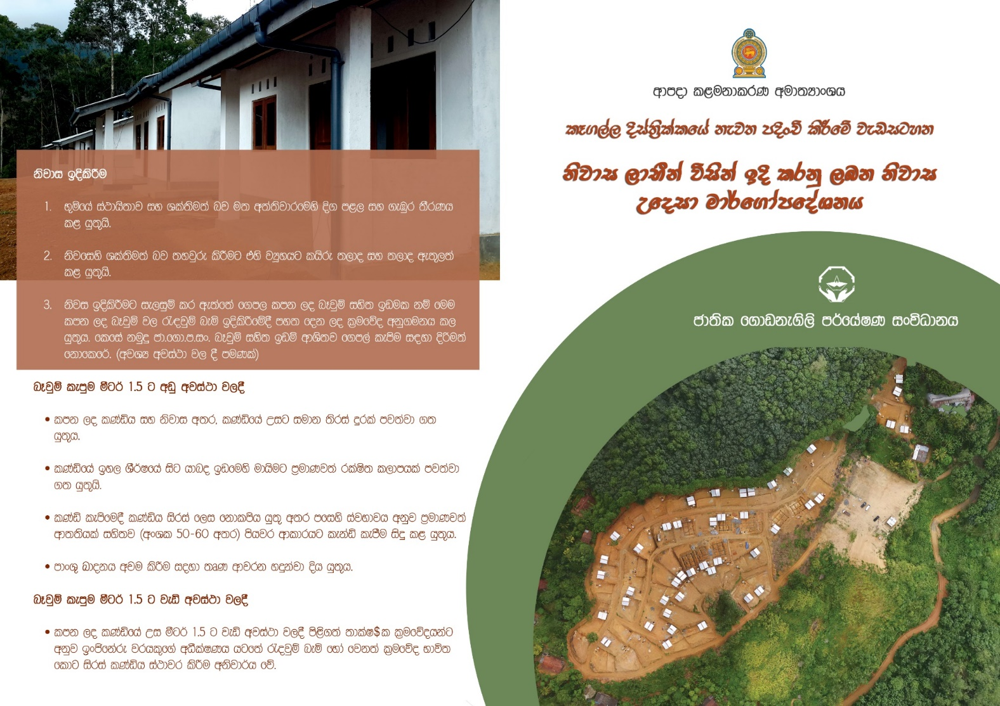 නිවාස ඉදිකිරීම
1. භූමියේ ස්ථායිතාව සහ ශක්තිමත් බව මත අත්තිවාරමෙහි දිග පළල සහ ගැඹුර තීරණය
කළ යුතුයි.
2. නිවසෙහි ශක්තිමත් බව තහවුරු කිරීමට එහි ව්‍යුහයට කයිරු තලාද සහ තලාද ඇතුලත්
කළ යුතුයි.
3. නිවස ඉදිකිරීමට සැලසුම් කර ඇත්තේ ගෙපල කපන ලද බෑවුම් සහිත ඉඩමක නම් මෙම
කපන ලද බෑවුම් වල රැඳවුම් බැමි ඉදිකිරීමේදී පහත දෙන ලද ක්‍රමවේද අනුගමනය කල
යුතුය. කෙසේ නමුදු ජා.ගො.ප.සං. බෑවුම් සහිත ඉඩම් ආශිතව ගෙපල් කැපිම සඳහා දිරිමත්
නොකෙරේ. (අවශ්‍ය අවස්ථා වල දී පමණක්)
බෑවුම් කැපුම මීටර් 1.5 ට අඩු අවස්ථා වලදී
• කපන ලද කණ්ඩිය සහ නිවාස අතර, කණ්ඩියේ උසට සමාන තිරස් දුරක් පවත්වා ගත
යුතුය.
• කණ්ඩියේ ඉහල ශීර්ෂයේ සිට යාබද ඉඩමෙහි මායිමට ප්‍රමාණවත් රක්ෂිත කලාපයක් පවත්වා
ගත යුතුයි.
• කණ්ඩි කැපිමෙදී කණ්ඩිය සිරස් ලෙස නොකපිය යුතු අතර පසෙහි ස්වභාවය අනුව ප්‍රමාණවත්
ආතතියක් සහිතව (අංශක 50-60 අතර) පියවර ආකාරයට කැන්ඩි කැපීම සිදු කළ යුතුය.
• පාංශු ඛාදනය අවම කිරීම සඳහා තෘණ ආවරන හඳුන්වා දිය යුතුය.
බෑවුම් කැපුම මීටර් 1.5 ට වැඩි අවස්ථා වලදී
• කපන ලද කණ්ඩියේ උස මීටර් 1.5 ට වැඩි අවස්ථා වලදී පිළිගත් තාක්ෂ$ක ක්‍රමවේදයන්ට
අනුව ඉංජිනේරු වරයකුගේ අධීක්ෂණය යටතේ රැදවුම් බැමි හෝ වෙනත් ක්‍රමවේද භාවිත
කොට සිරස් කණ්ඩිය ස්ථාවර කිරීම අනිවාර්ය වේ.
ආපදා කළමනාකරණ අමාත්‍යාංශය
කෑගල්ල දිස්ත්‍රික්කයේ නැවත පදිංචි කිරීමේ වැඩසටහන
නිවාස ලාභීන් විසින් ඉදි කරනු ලබන නිවාස
උදෙසා මාර්ගෝපදේශනය
ජාතික ගොඩනැගිලි පර්යේෂණ සංවිධානය